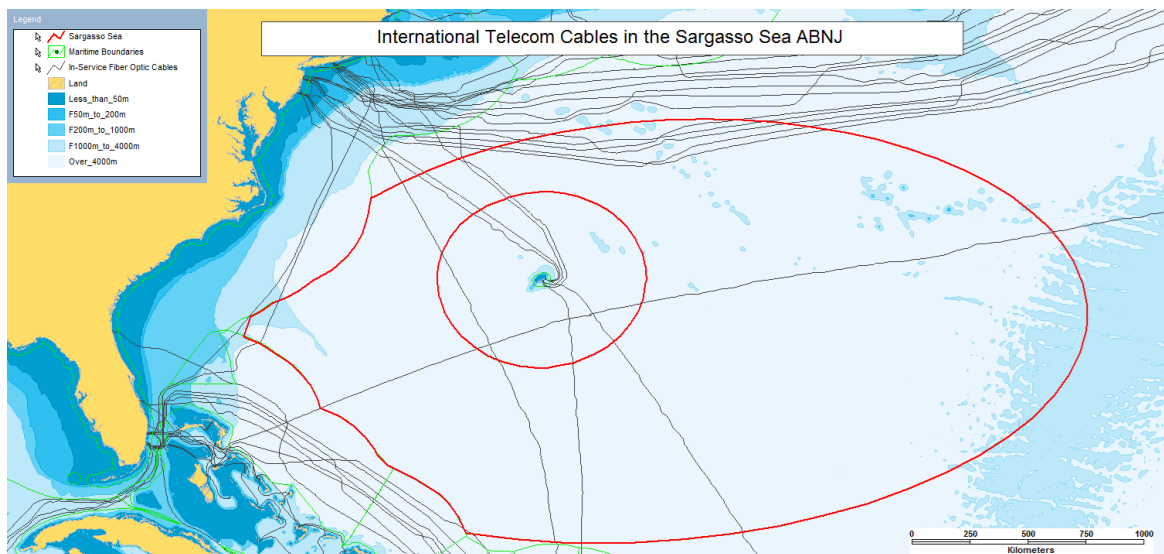 Legend
Sargasso Sea
Maritime Boundaries
In-Service Fiber Optic Cables
Land
Less_than_50m
F50m_to_200m
F200m_to_1000m
F1000m_to_4000m
Over_4000m
International Telecom Cables in the Sargasso Sea ABNJ
0 250 500 750 1000
Kilometers